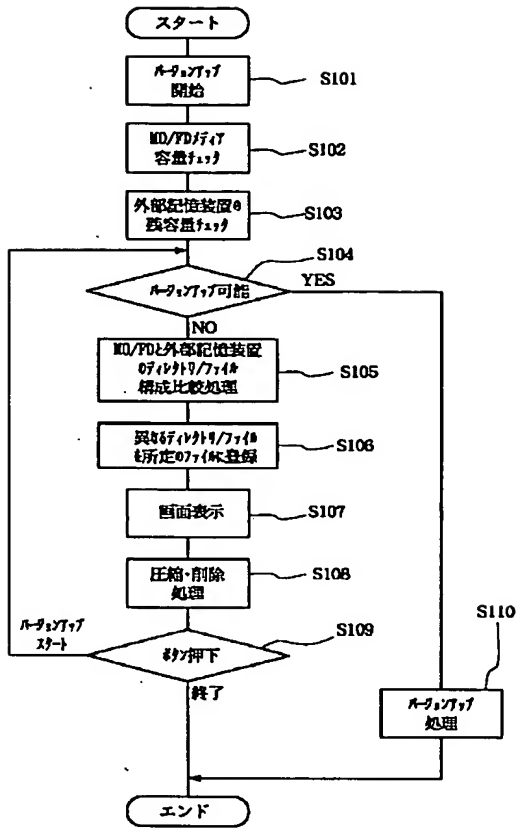 スタート
バージョンアップ
開始
S101
MO/FDメディア
容量チェック
S102
外部記憶装置の
残容量チェック
S103
S104
バージョンアップ可能
YES
NO
MO/FDと外部記憶装置
のディレクトリ/ファイル
構成比較処理
S105
異なるディレクトリ/ファイル
を所定のファイルに登録
S106
画面表示
S107
圧縮・削除
処理
S108
バージョンアップ
スタート
S109
ボタン押下
終了
S110
バージョンアップ
処理
エンド